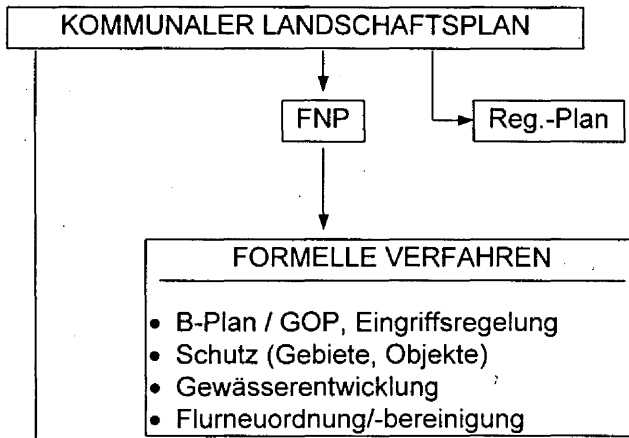 KOMMUNALER LANDSCHAFTSPLAN
FNP
Reg.-Plan
FORMELLE VERFAHREN
• B-Plan / GOP, Eingriffsregelung
• Schutz (Gebiete, Objekte)
• Gewässerentwicklung
• Flurneuordnung/-bereinigung